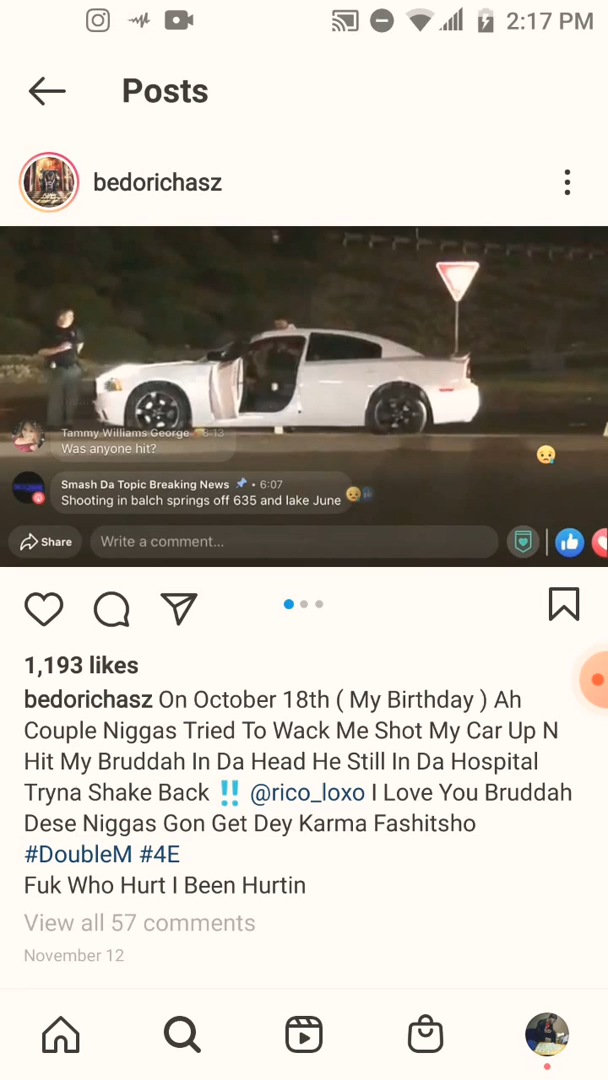 2:17 PM
Posts
bedorichasz
Tammy Williams George 8:13
Was anyone hit?
Smash Da Topic Breaking News 📌 • 6:07
Shooting in balch springs off 635 and lake June
Share
Write a comment...
1,193 likes
bedorichasz On October 18th ( My Birthday ) Ah
Couple Niggas Tried To Wack Me Shot My Car Up N
Hit My Bruddah In Da Head He Still In Da Hospital
Tryna Shake Back ‼️ @rico_loxo I Love You Bruddah
Dese Niggas Gon Get Dey Karma Fashitsho
#DoubleM #4E
Fuk Who Hurt I Been Hurtin
View all 57 comments
November 12